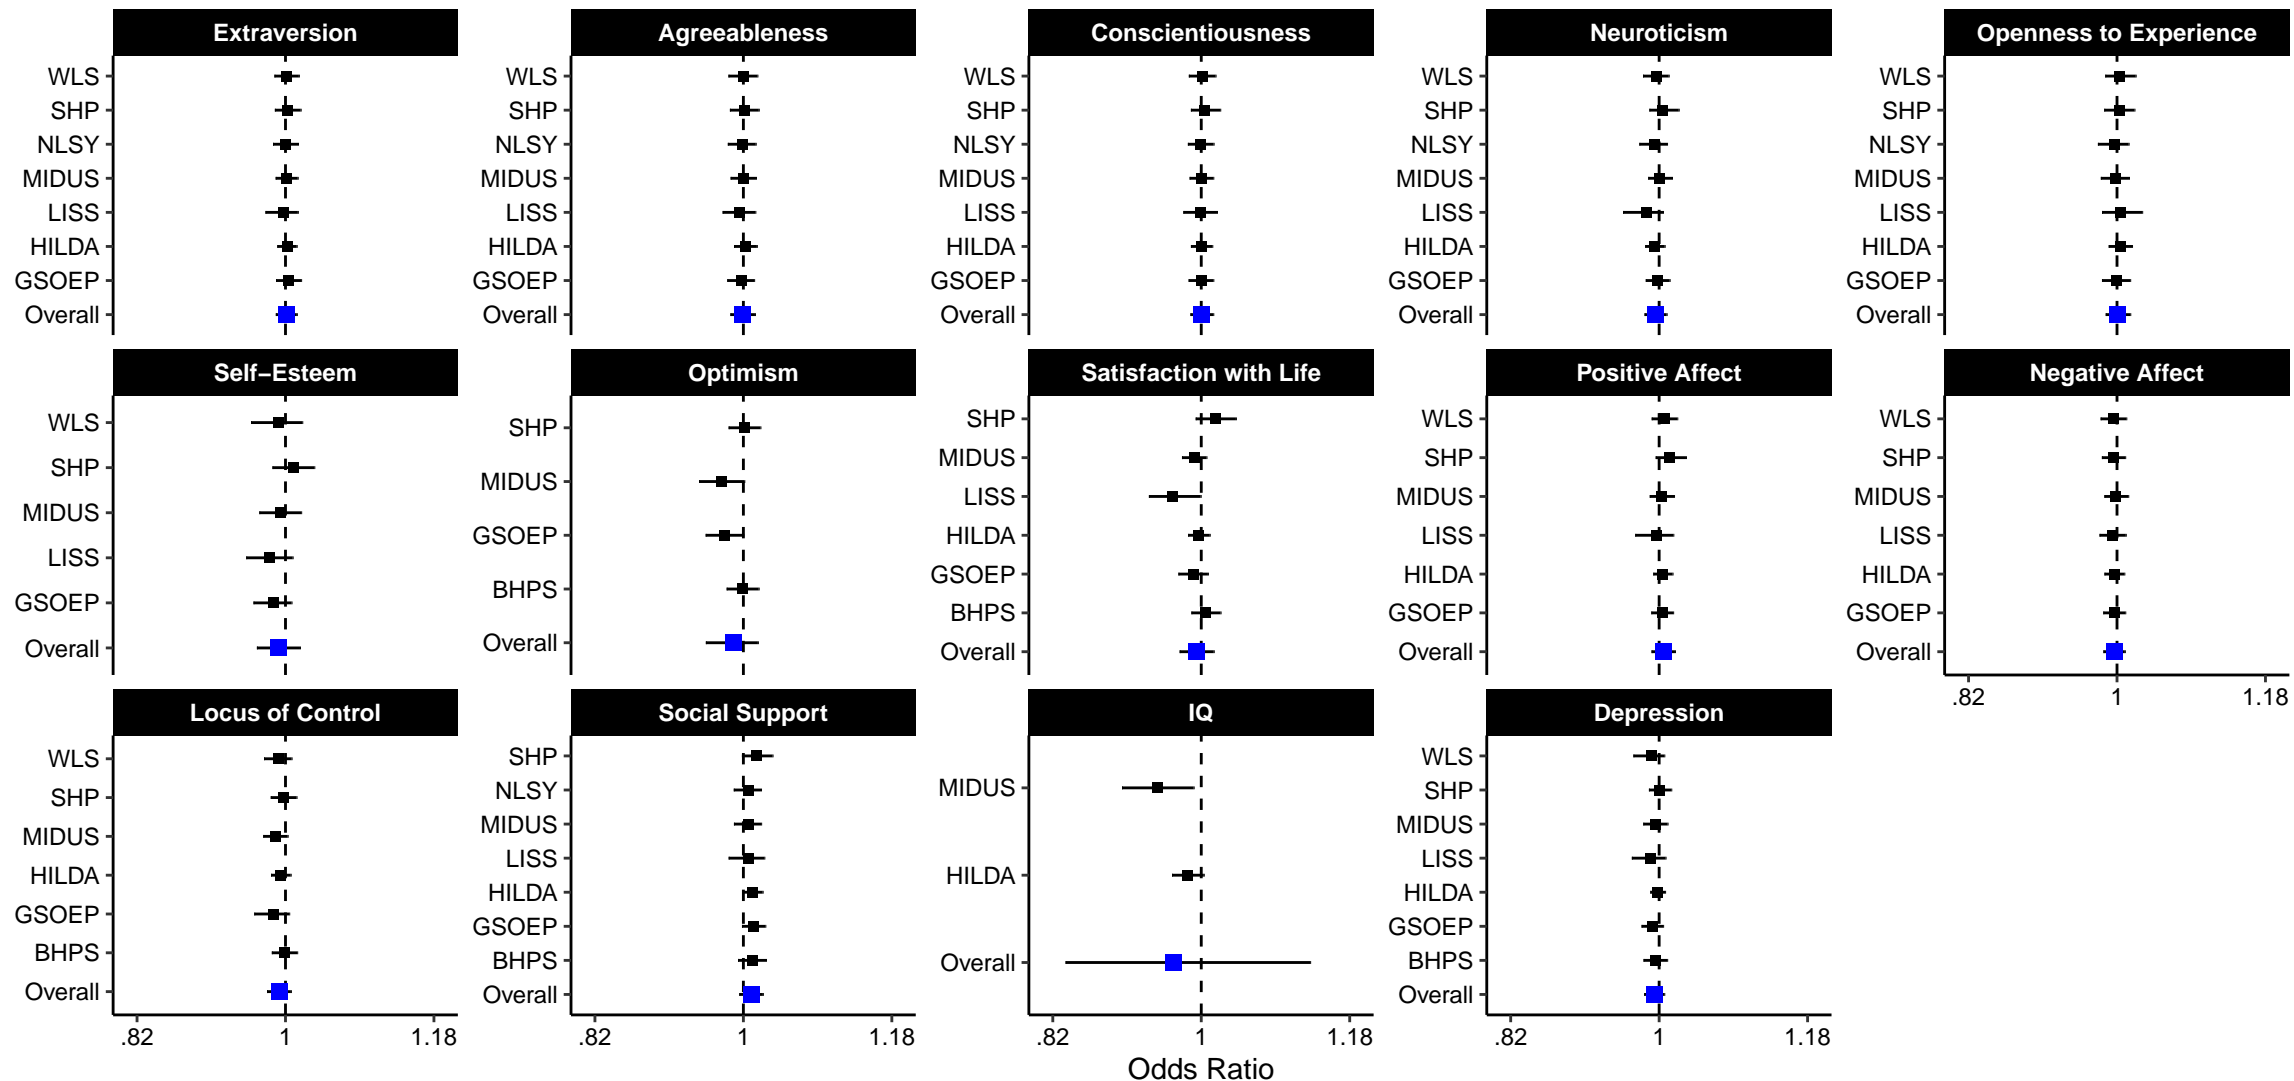 Extraversion
WLS
SHP
NLSY
MIDUS
LISS
HILDA
GSOEP
Overall
Agreeableness
WLS
SHP
NLSY
MIDUS
LISS
HILDA
GSOEP
Overall
Conscientiousness
WLS
SHP
NLSY
MIDUS
LISS
HILDA
GSOEP
Overall
Neuroticism
WLS
SHP
NLSY
MIDUS
LISS
HILDA
GSOEP
Overall
Openness to Experience
WLS
SHP
NLSY
MIDUS
LISS
HILDA
GSOEP
Overall
Self−Esteem
WLS
SHP
MIDUS
LISS
GSOEP
Overall
Optimism
SHP
MIDUS
GSOEP
BHPS
Overall
Satisfaction with Life
SHP
MIDUS
LISS
HILDA
GSOEP
BHPS
Overall
Positive Affect
WLS
SHP
MIDUS
LISS
HILDA
GSOEP
Overall
Negative Affect
WLS
SHP
MIDUS
LISS
HILDA
GSOEP
Overall
.82 1 1.18
Locus of Control
WLS
SHP
MIDUS
HILDA
GSOEP
BHPS
Overall
.82 1 1.18
Social Support
SHP
NLSY
MIDUS
LISS
HILDA
GSOEP
BHPS
Overall
.82 1 1.18
IQ
MIDUS
HILDA
Overall
.82 1 1.18
Depression
WLS
SHP
MIDUS
LISS
HILDA
GSOEP
BHPS
Overall
.82 1 1.18
Odds Ratio